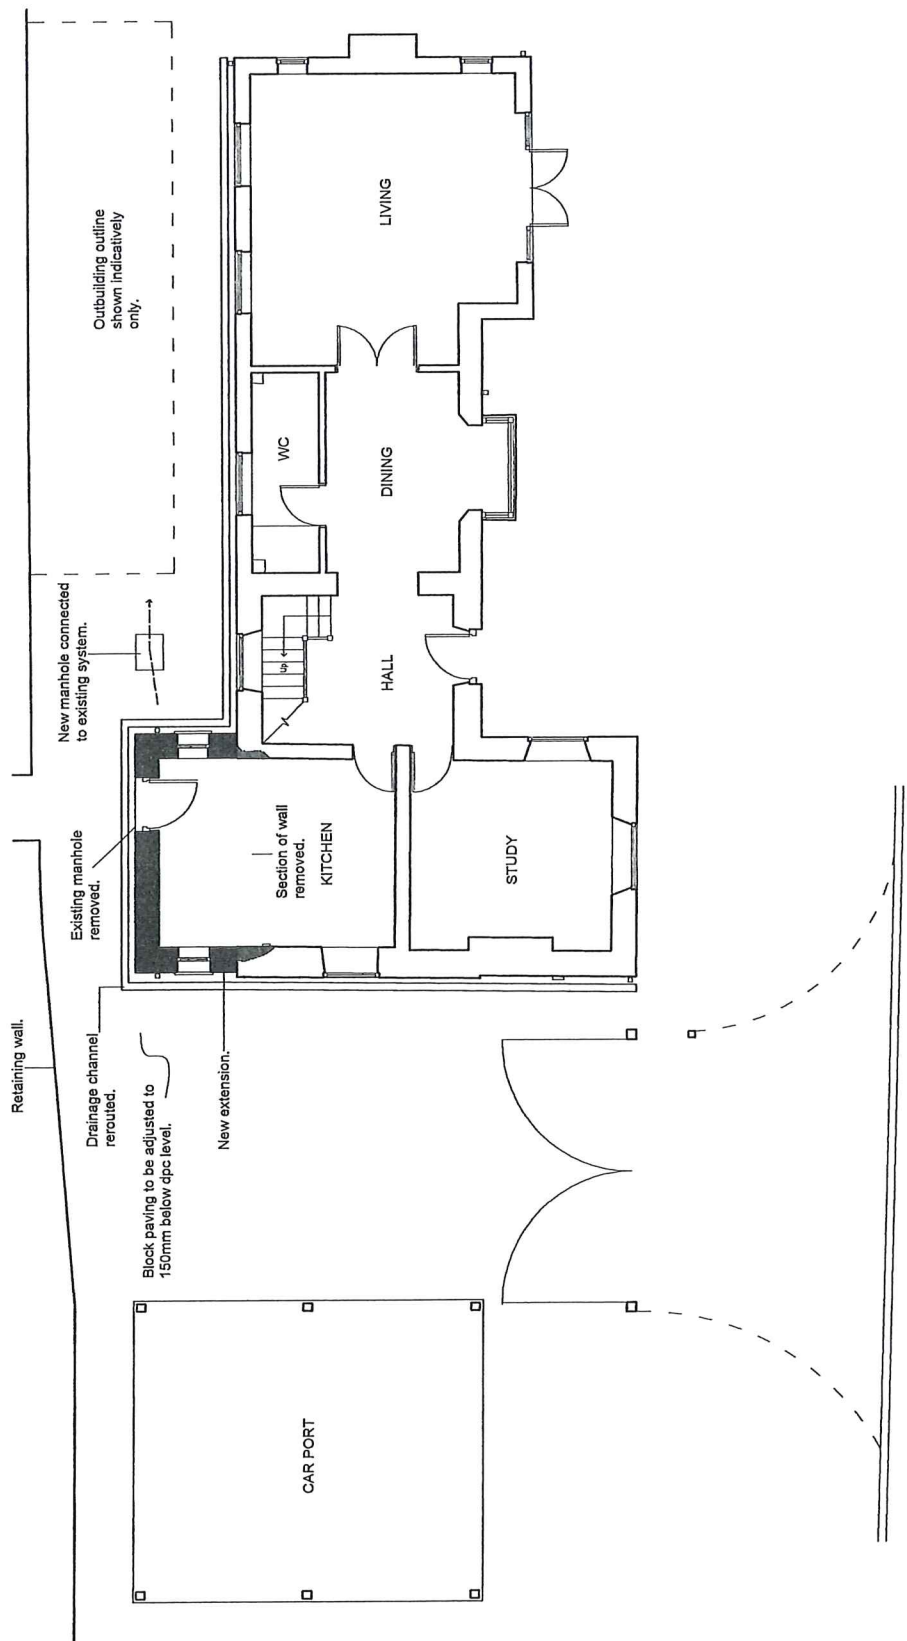 Retaining wall.
Drainage channel
rerouted.
Existing manhole
removed.
New manhole connected
to existing system.
Outbuilding outline
shown indicatively
only.
Block paving to be adjusted to
150mm below dpc level.
New extension.
Section of wall
removed.
KITCHEN
Up
WC
LIVING
DINING
HALL
STUDY
CAR PORT